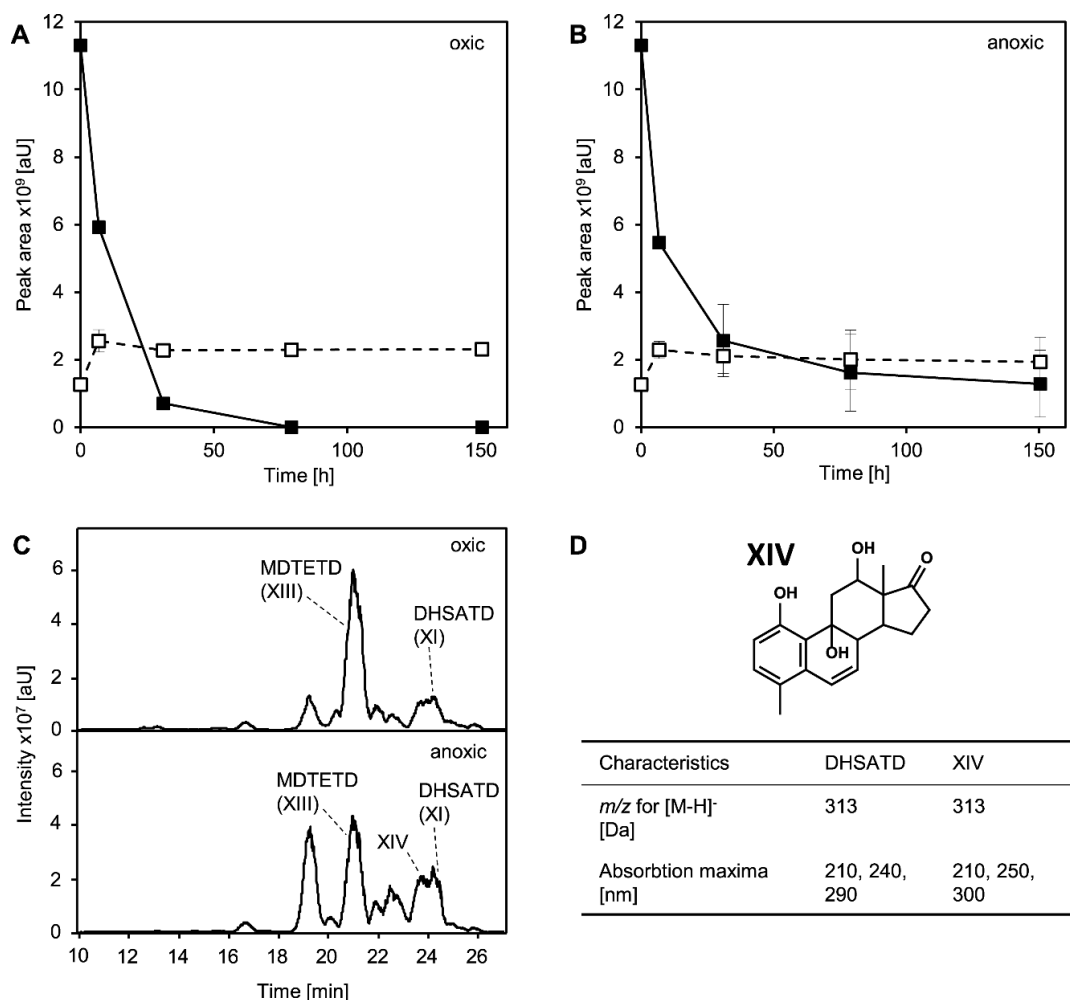 A
oxic
12
10
8
6
4
2
0
Peak area x10⁹ [aU]
0
50
100
150
Time [h]
B
anoxic
12
10
8
6
4
2
0
Peak area x10⁹ [aU]
0
50
100
150
Time [h]
C
oxic
MDTETD
(XIII)
DHSATD
(XI)
6
4
2
0
anoxic
MDTETD
(XIII)
XIV
DHSATD
(XI)
6
4
2
0
Intensity x10⁷ [aU]
10 12 14 16 18 19 20 22 24 26
Time [min]
D
XIV
OH
O
HO
OH
Characteristics DHSATD XIV
m/z for [M-H]⁻ 313 313
[Da]
Absorbtion maxima 210, 240, 210, 250,
[nm] 290 300